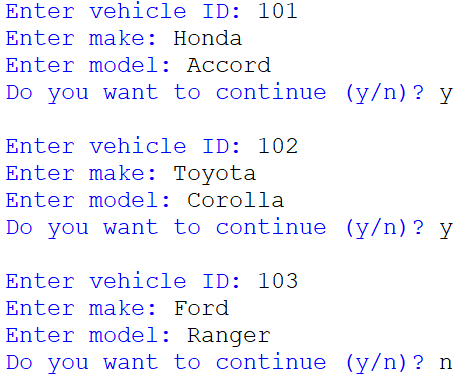 Enter vehicle ID: 101
Enter make: Honda
Enter model: Accord
Do you want to continue (y/n)? y
Enter vehicle ID: 102
Enter make: Toyota
Enter model: Corolla
Do you want to continue (y/n)? y
Enter vehicle ID: 103
Enter make: Ford
Enter model: Ranger
Do you want to continue (y/n)? n